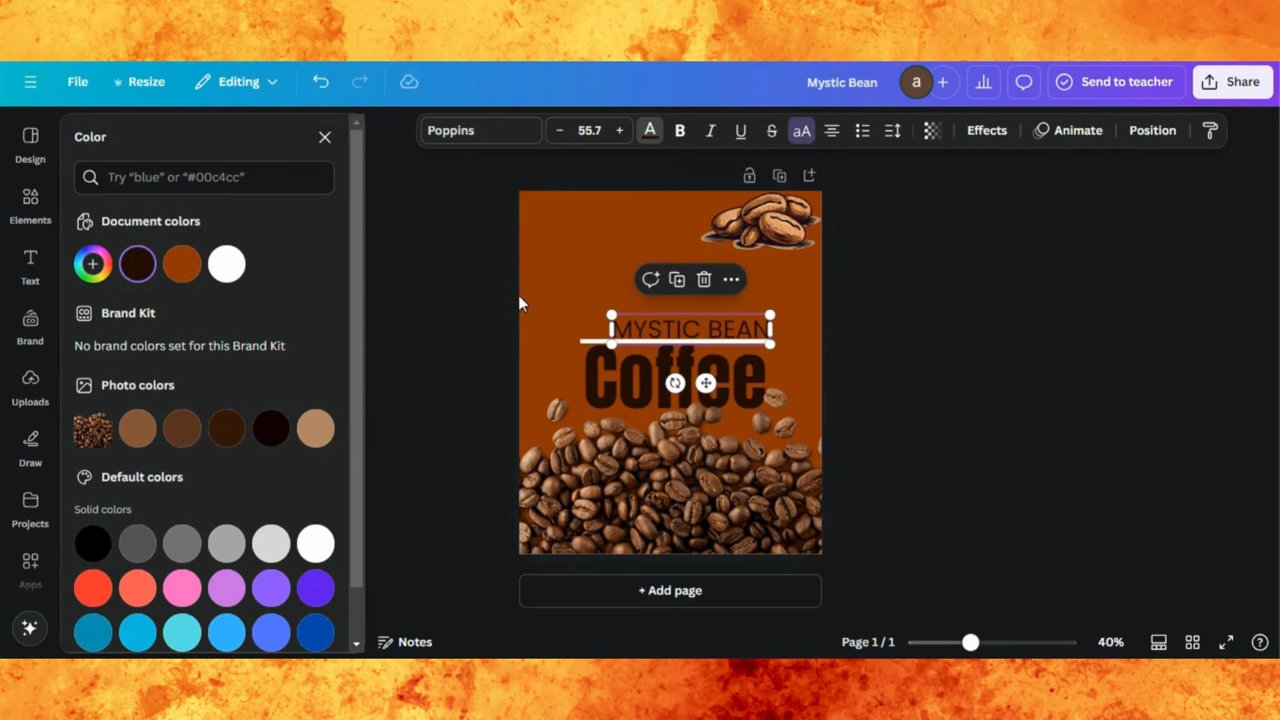 File
Resize
Editing
Mystic Bean
a
+
Send to teacher
Share
Design
Elements
Text
Brand
Uploads
Draw
Projects
Apps
Color
Try “blue” or “#00c4cc”
Document colors
Brand Kit
No brand colors set for this Brand Kit
Photo colors
Default colors
Solid colors
Poppins
– 55.7 +
A B I U S aA
Effects
Animate
Position
MYSTIC BEAN
Coffee
+ Add page
Notes
Page 1 / 1
40%